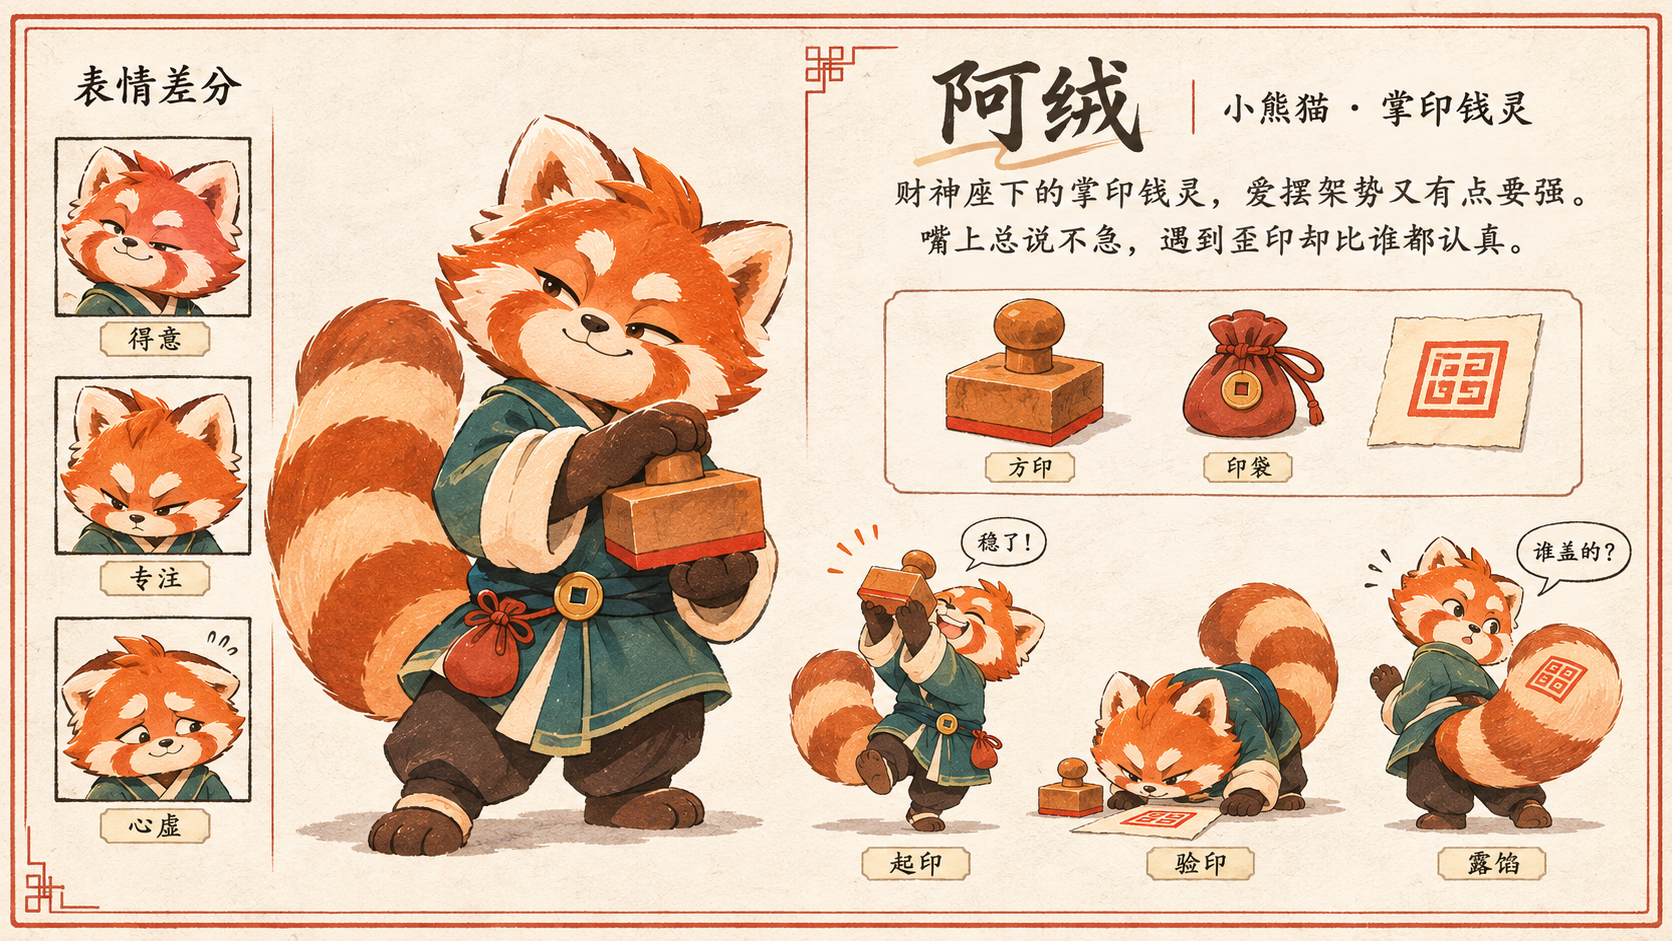 表情差分
得意
专注
心虚
阿绒
小熊猫 · 掌印钱灵
财神座下的掌印钱灵，爱摆架势又有点要强。
嘴上总说不急，遇到歪印却比谁都认真。
方印
印袋
稳了！
谁盖的？
起印
验印
露馅